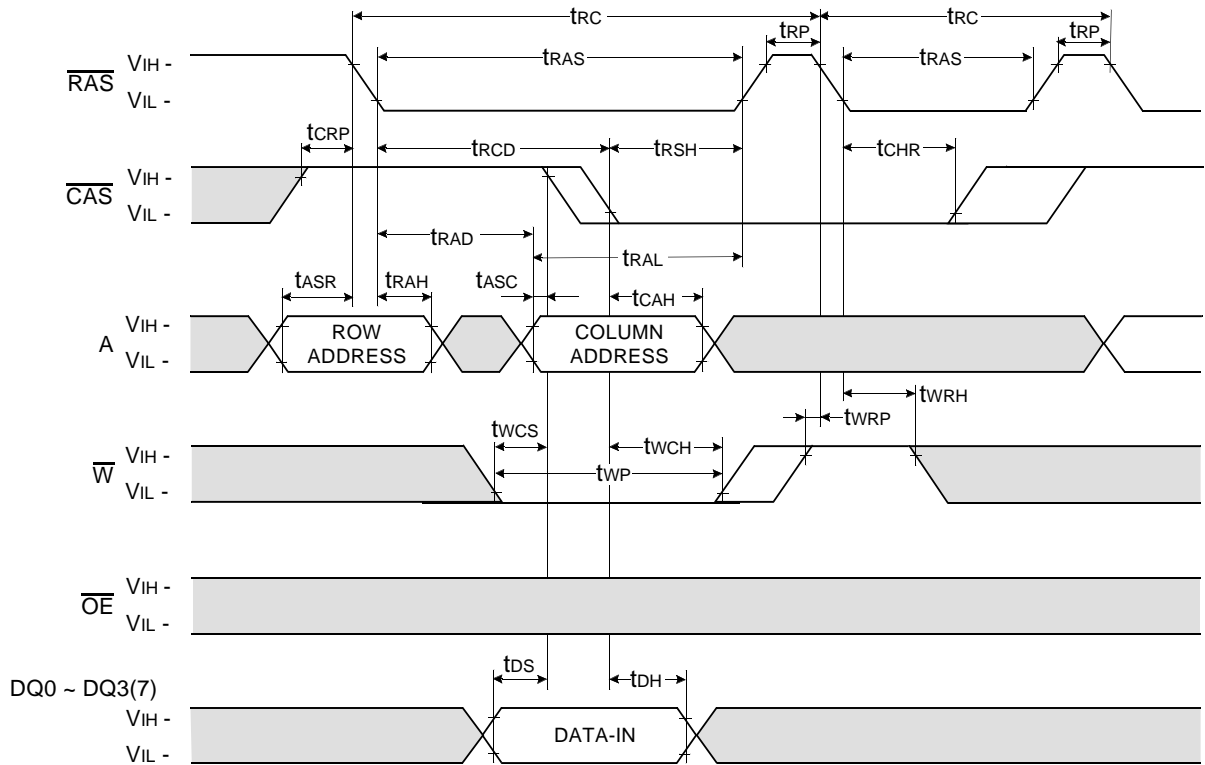 tRC tRC
tRP tRP
RAS VIH - tRAS tRAS
VIL -
tCRP tRCD tRSH tCHR
CAS VIH -
VIL -
tRAD
tRAL
tASR tRAH tASC tCAH
A VIH - ROW ADDRESS COLUMN ADDRESS
VIL -
tWRH
tWRP
tWCS tWCH
W VIH -
tWP
VIL -
OE VIH -
VIL -
tDS tDH
DQ0 ~ DQ3(7)
VIH -
DATA-IN
VIL -